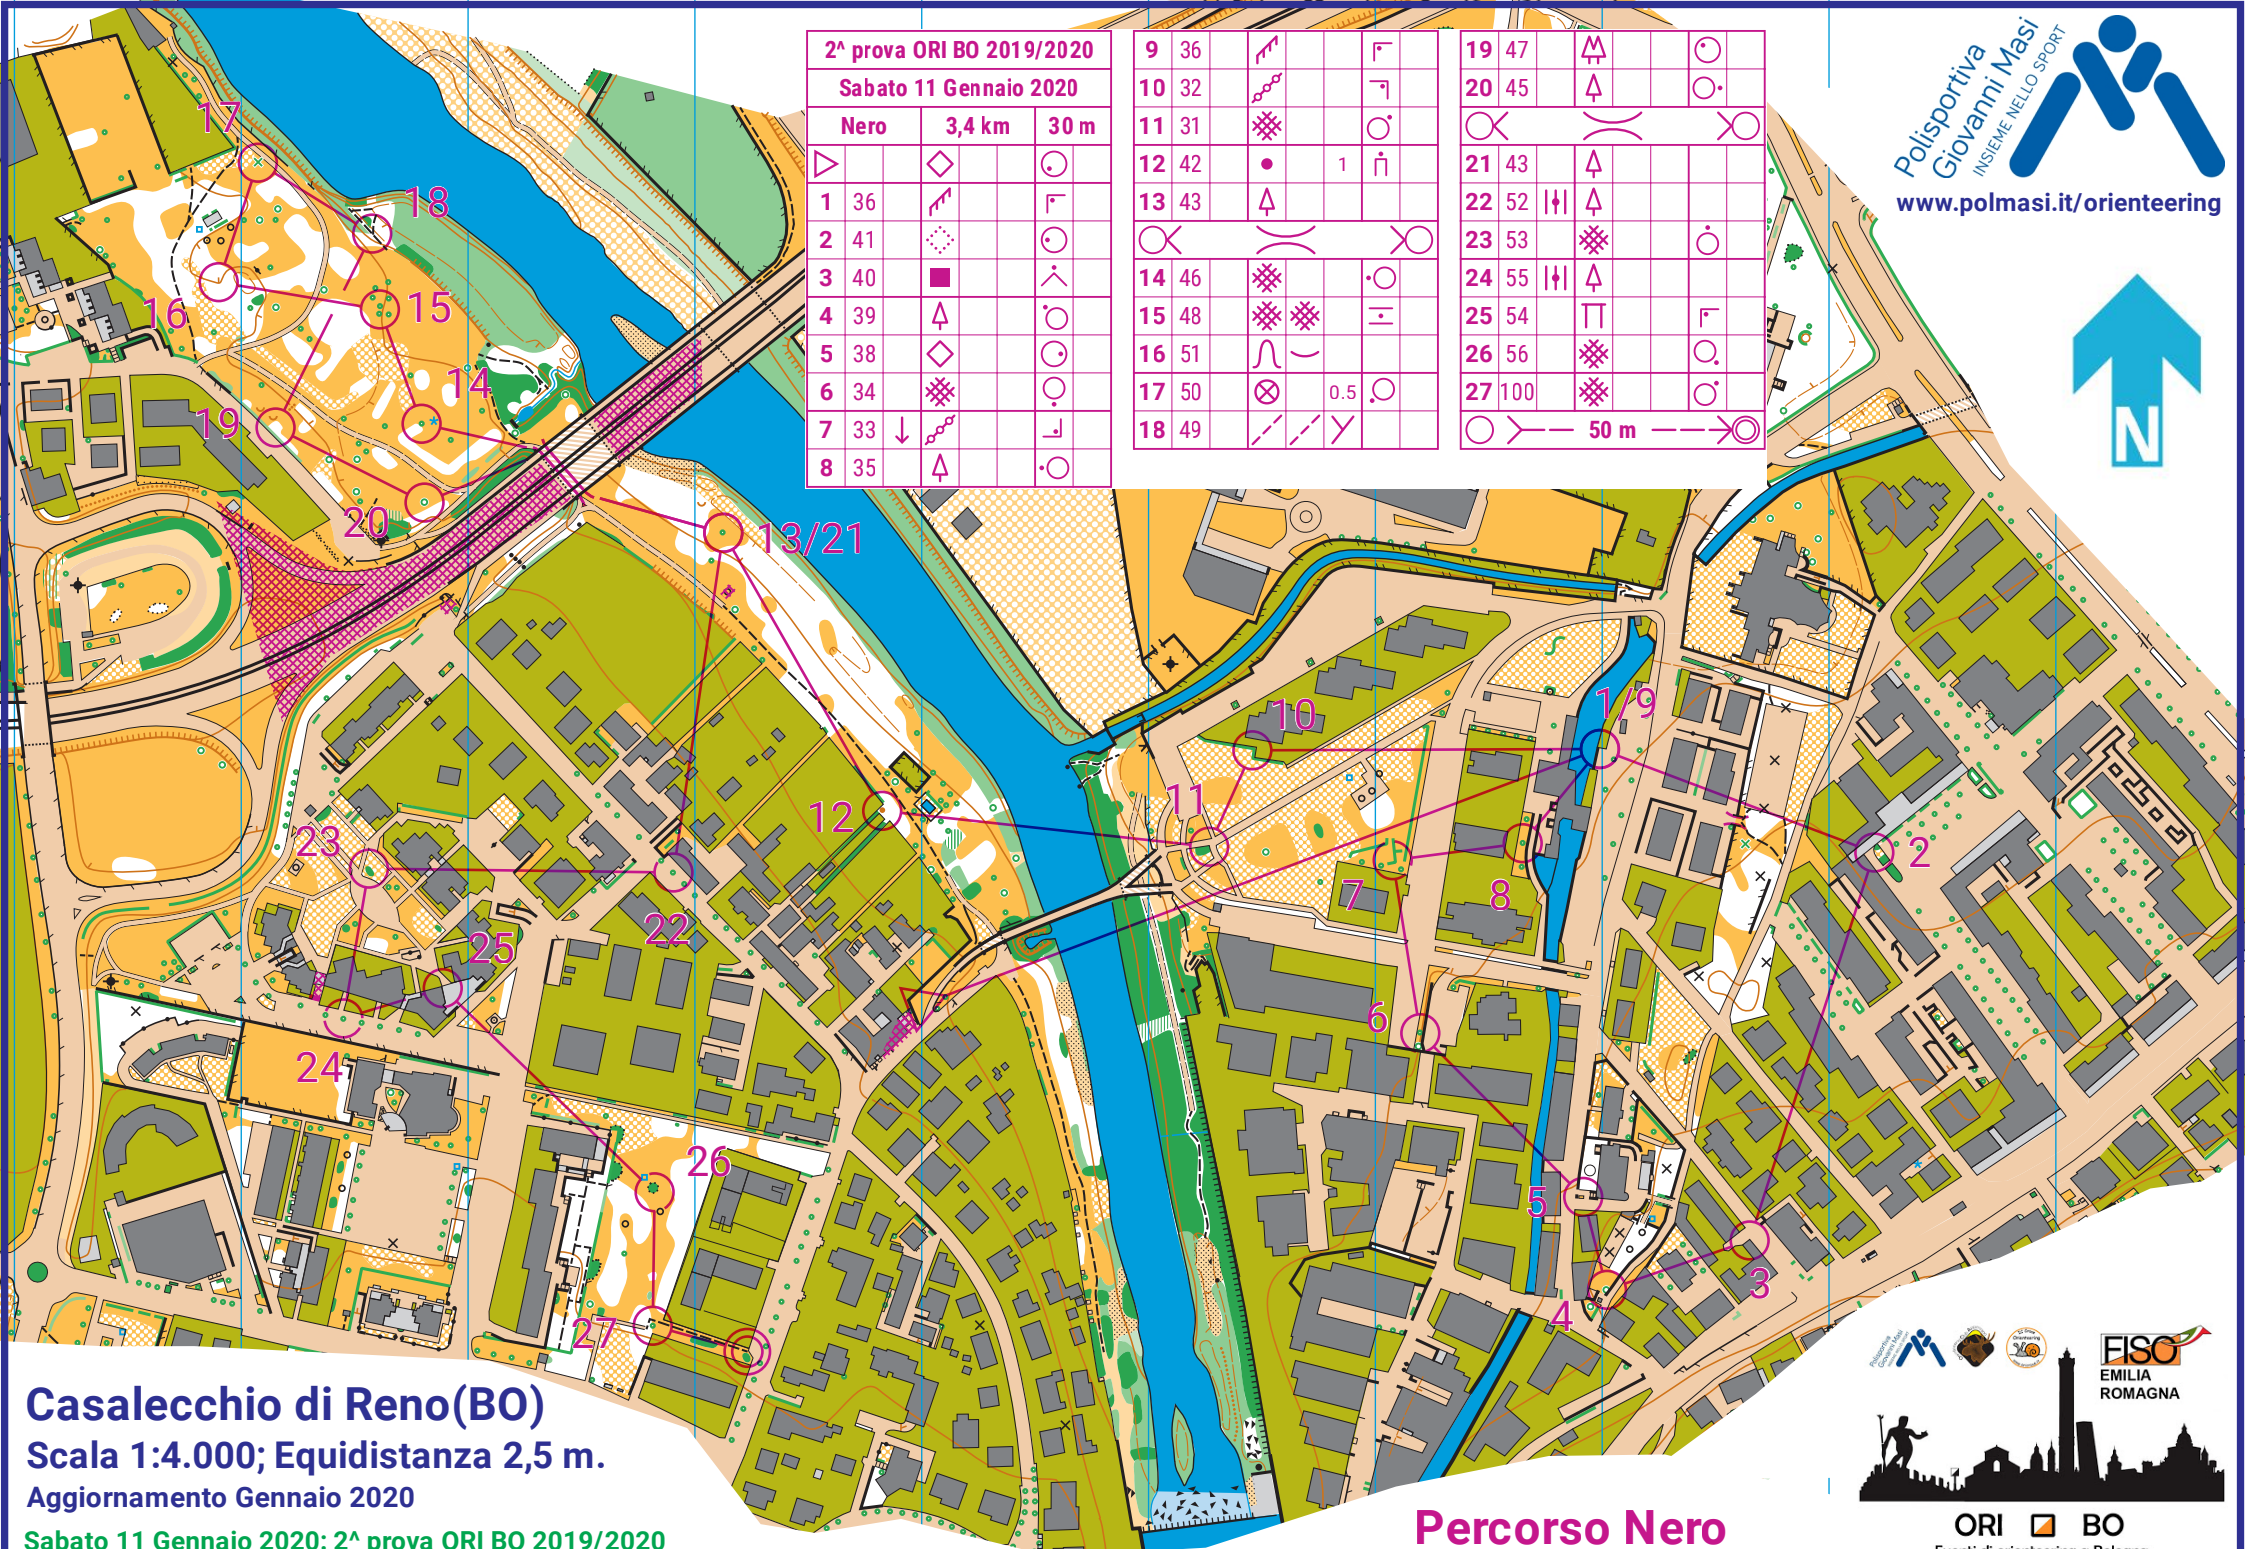 2^ prova ORI BO 2019/2020
Sabato 11 Gennaio 2020
Nero 3,4 km 30 m
1 36
2 41
3 40
4 39
5 38
6 34
7 33
8 35
9 36
10 32
11 31
12 42 1
13 43
14 46
15 48
16 51
17 50 0.5
18 49
19 47
20 45
21 43
22 52
23 53
24 55
25 54
26 56
27 100
50 m
Polisportiva
Giovanni Masi
INSIEME NELLO SPORT
www.polmasi.it/orienteering
N
17
18
16
15
14
19
20
13/21
10
1/9
11
12
2
23
22
7
8
25
6
24
26
5
3
4
27
Casalecchio di Reno(BO)
Scala 1:4.000; Equidistanza 2,5 m.
Aggiornamento Gennaio 2020
Sabato 11 Gennaio 2020: 2^ prova ORI BO 2019/2020
Percorso Nero
FISO
EMILIA
ROMAGNA
ORI BO